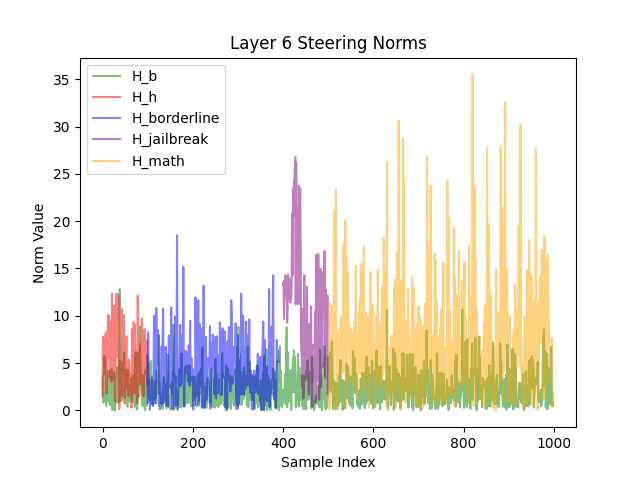 Layer 6 Steering Norms
H_b
H_h
H_borderline
H_jailbreak
H_math
Norm Value
35
30
25
20
15
10
5
0
0 200 400 600 800 1000
Sample Index